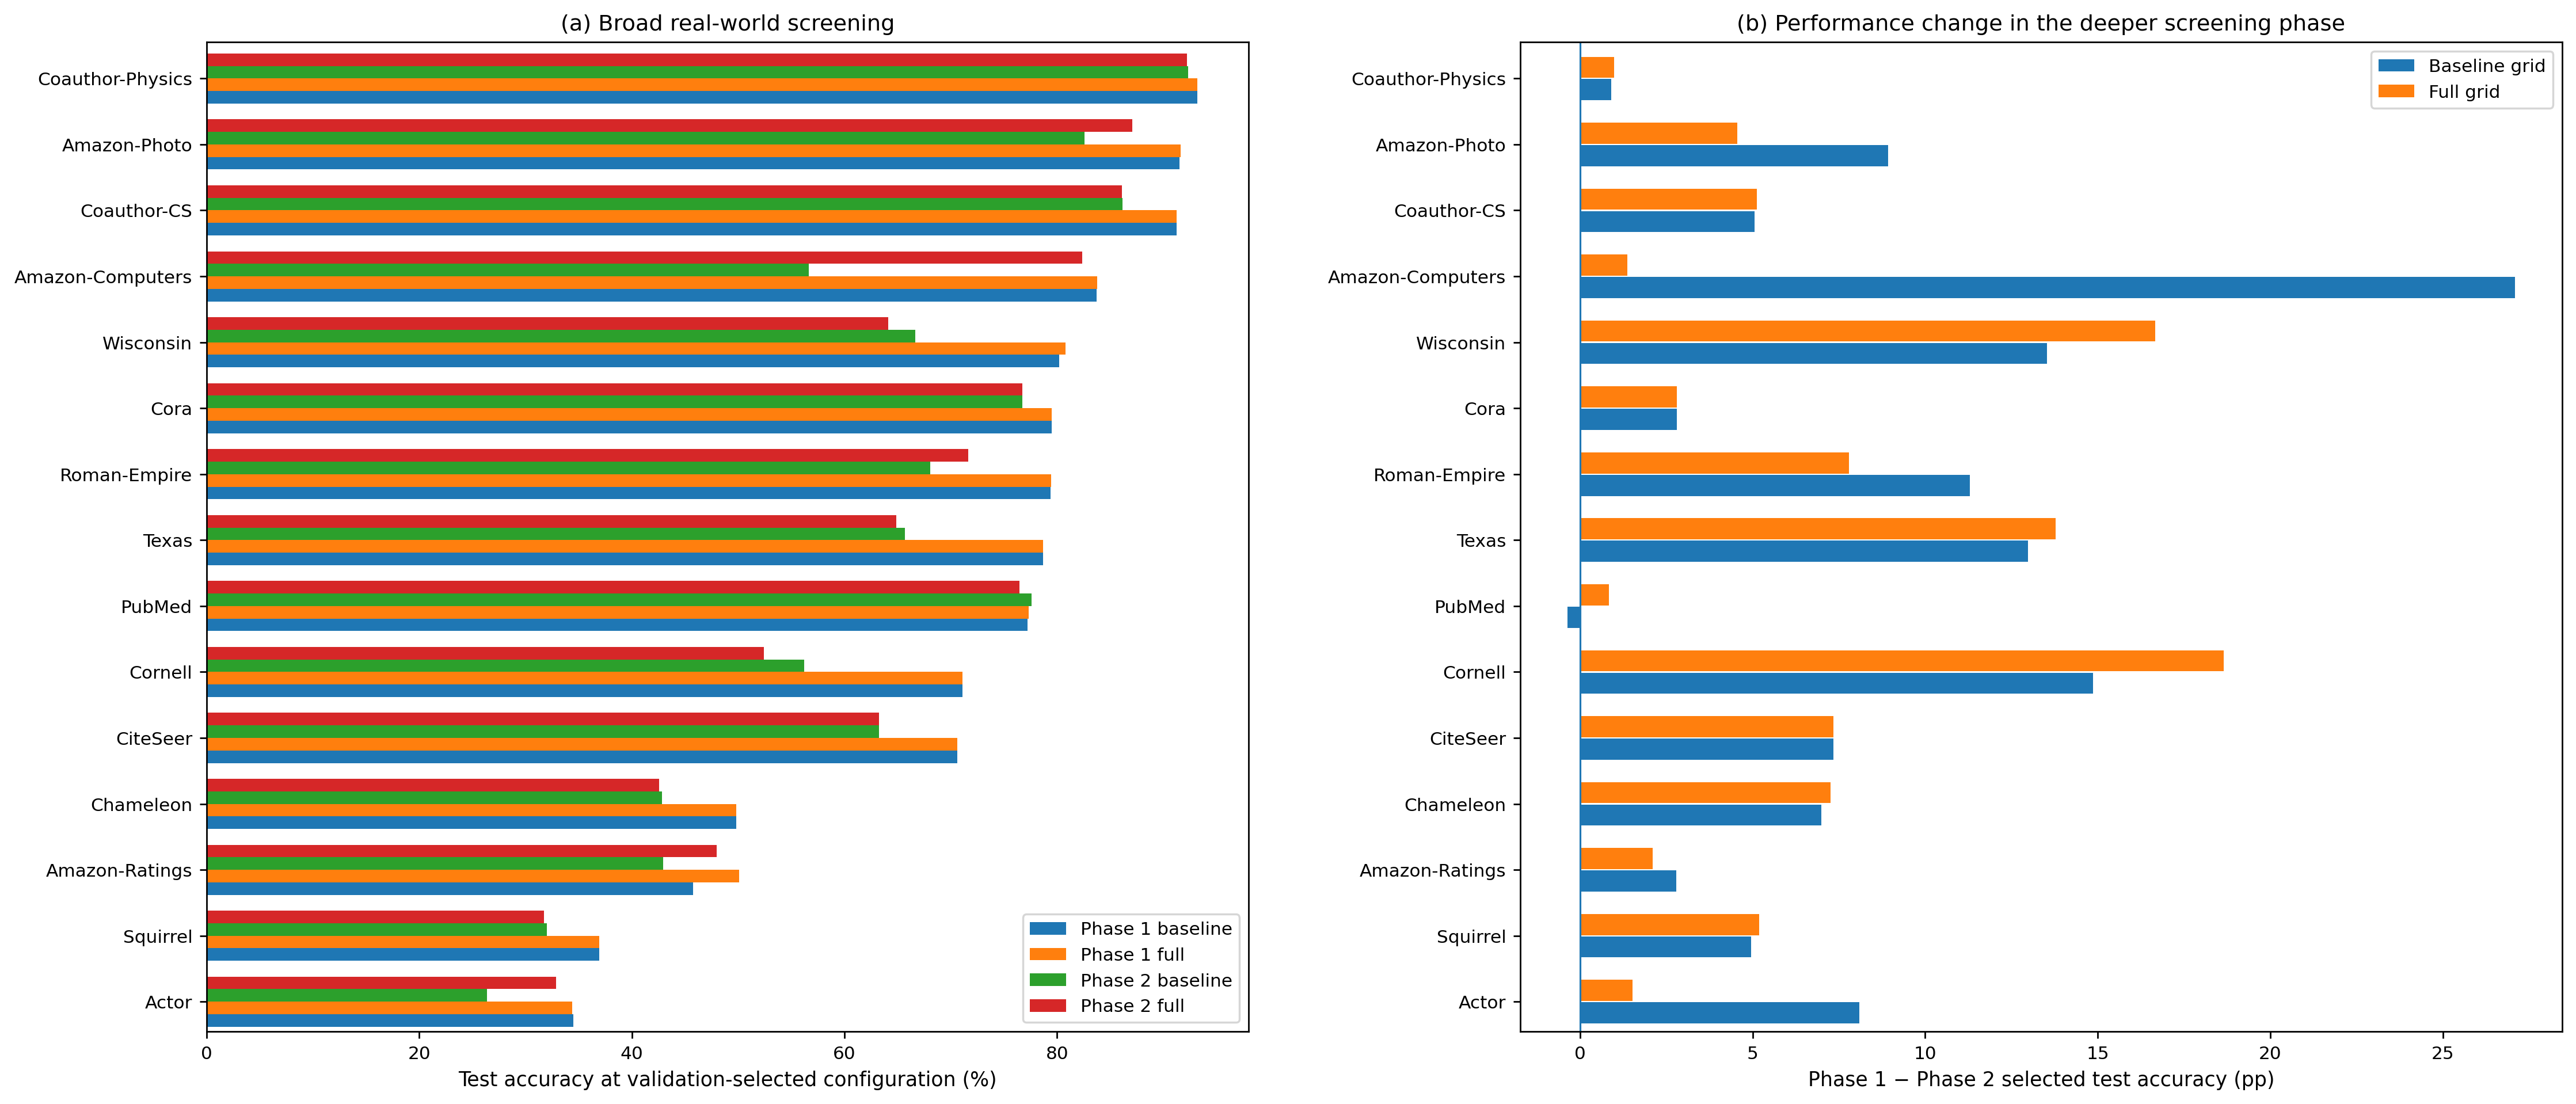 (a) Broad real-world screening
Coauthor-Physics
Amazon-Photo
Coauthor-CS
Amazon-Computers
Wisconsin
Cora
Roman-Empire
Texas
PubMed
Cornell
CiteSeer
Chameleon
Amazon-Ratings
Squirrel
Actor
Phase 1 baseline
Phase 1 full
Phase 2 baseline
Phase 2 full
0 20 40 60 80
Test accuracy at validation-selected configuration (%)
(b) Performance change in the deeper screening phase
Baseline grid
Full grid
Coauthor-Physics
Amazon-Photo
Coauthor-CS
Amazon-Computers
Wisconsin
Cora
Roman-Empire
Texas
PubMed
Cornell
CiteSeer
Chameleon
Amazon-Ratings
Squirrel
Actor
0 5 10 15 20 25
Phase 1 − Phase 2 selected test accuracy (pp)